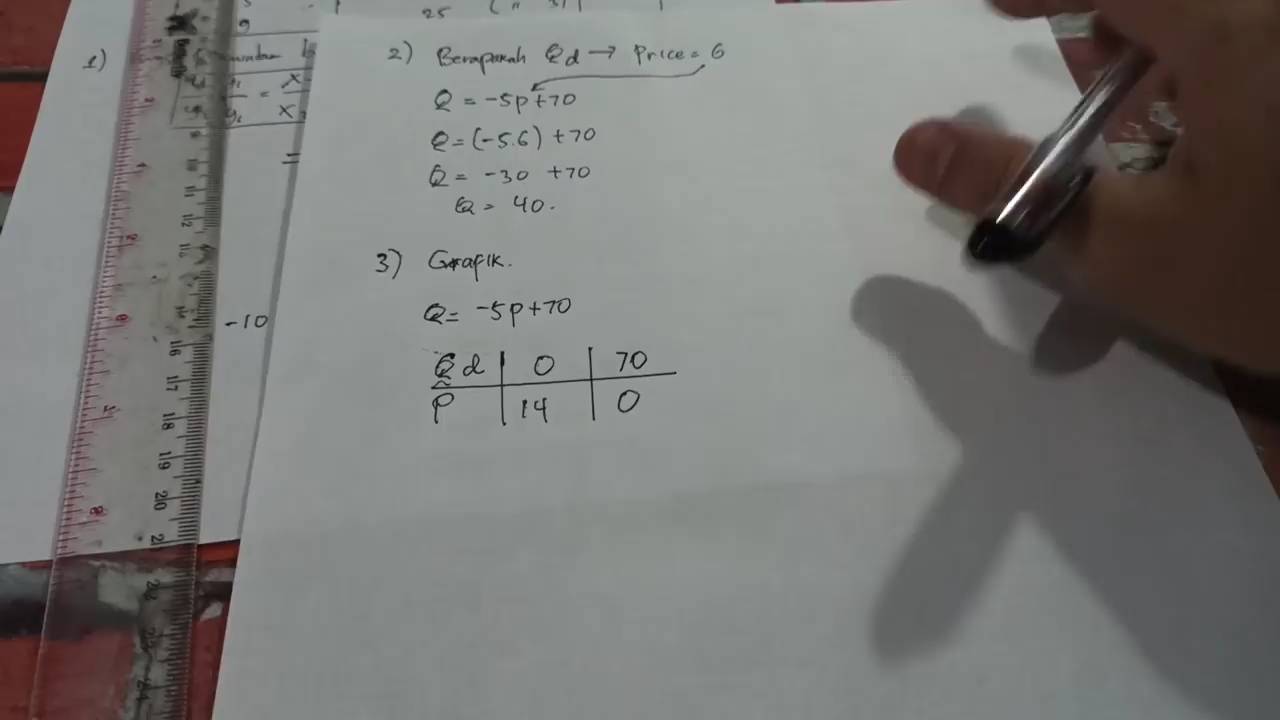 25
1)
=
-10
2) Berapakah Qd → Price = 6
Q = -5p+70
Q = (-5.6) +70
Q = -30 +70
Q = 40.
3) Grafik.
Q = -5p+70
Qd | 0 | 70
P | 14 | 0